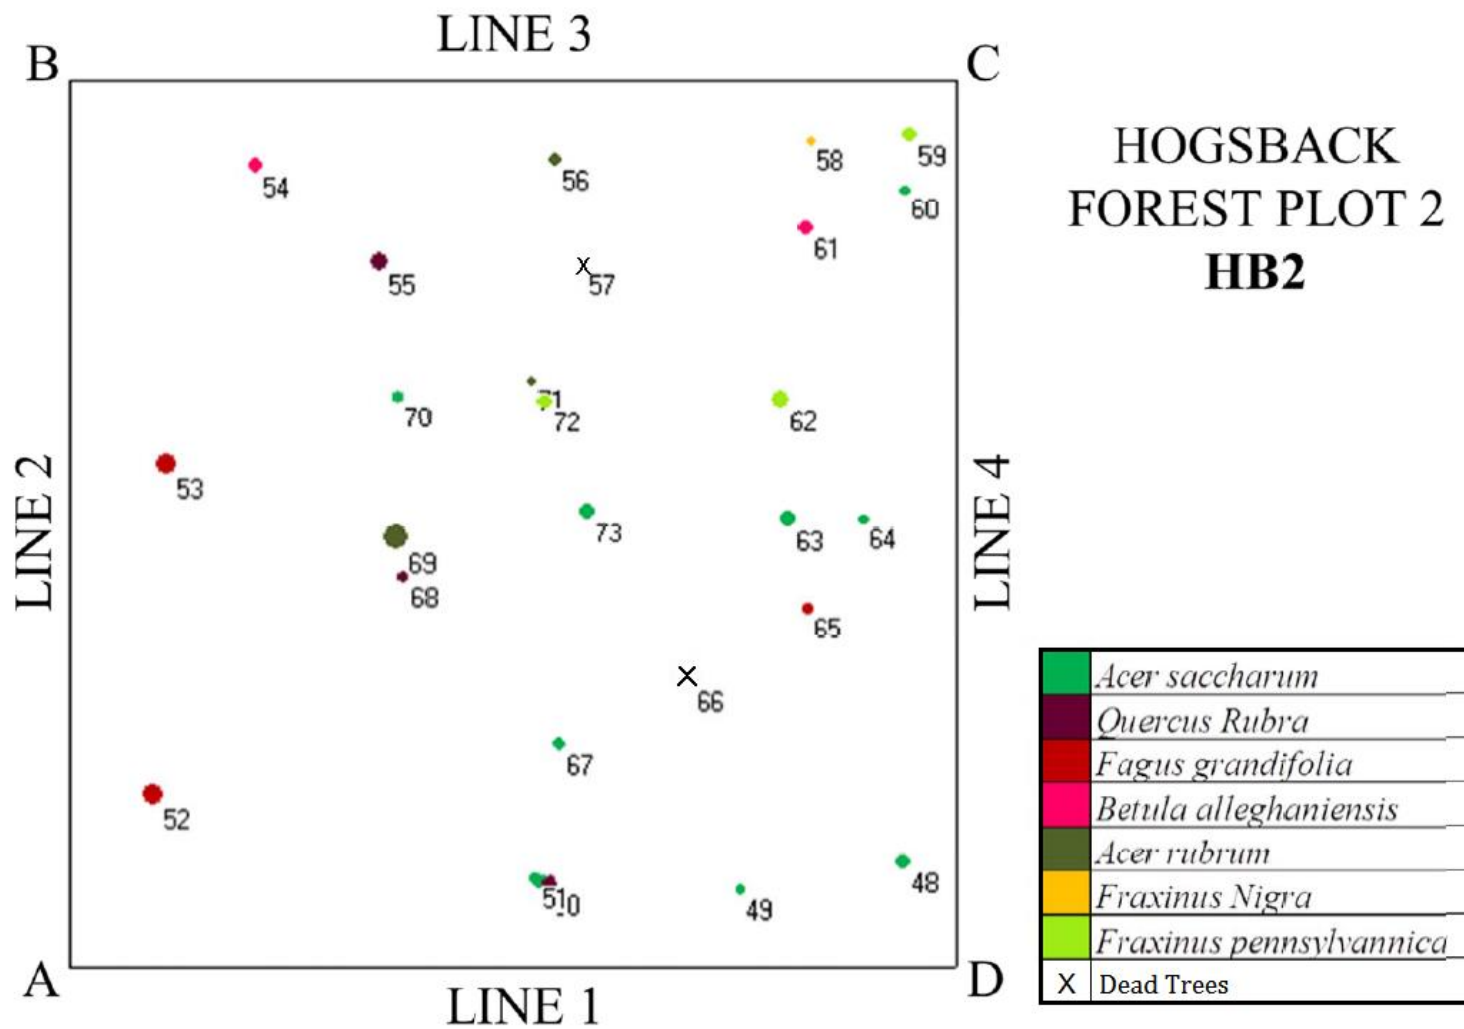 LINE 3
B
C
HOGSBACK
FOREST PLOT 2
HB2
54
56
58
59
60
61
55
X
57
70
71
72
62
53
LINE 2
LINE 4
73
63
64
69
68
65
X
66
67
52
51
48
49
A
D
LINE 1
Acer saccharum
Quercus Rubra
Fagus grandifolia
Betula alleghaniensis
Acer rubrum
Fraxinus Nigra
Fraxinus pennsylvannica
X Dead Trees